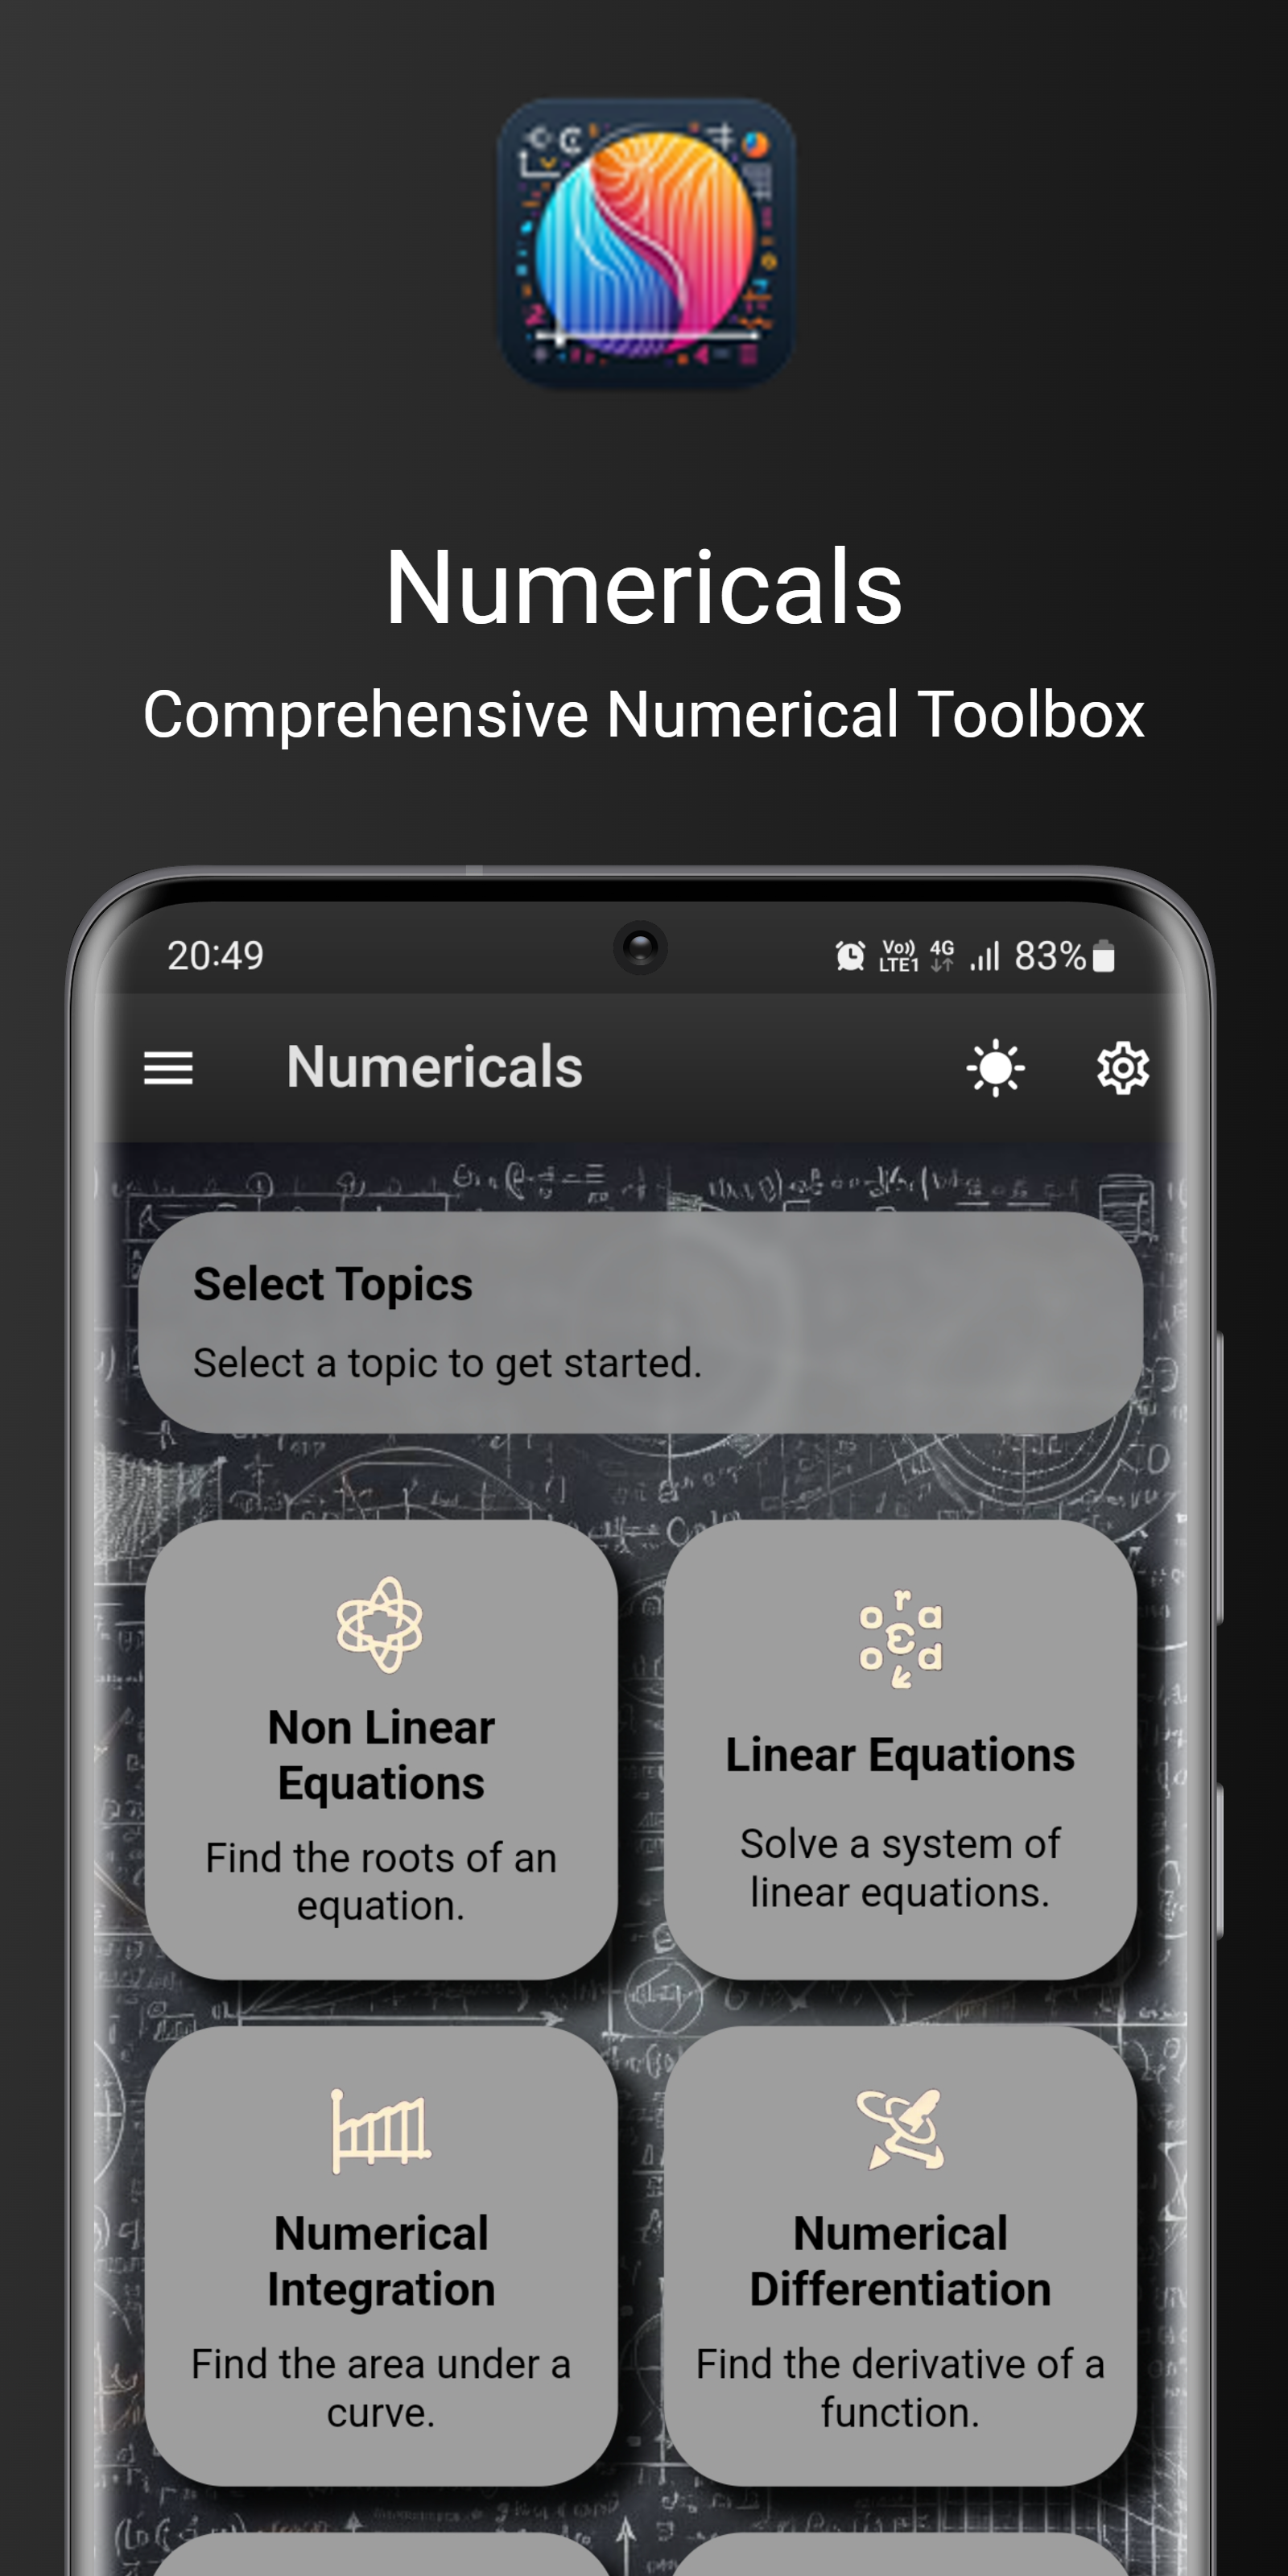 Numericals
Comprehensive Numerical Toolbox
20:49
Vo)) 4G 83%
LTE1
Numericals
Select Topics
Select a topic to get started.
r
o a
ε
o d
Non Linear
Equations
Find the roots of an
equation.
Linear Equations
Solve a system of
linear equations.
Numerical
Integration
Find the area under a
curve.
Numerical
Differentiation
Find the derivative of a
function.